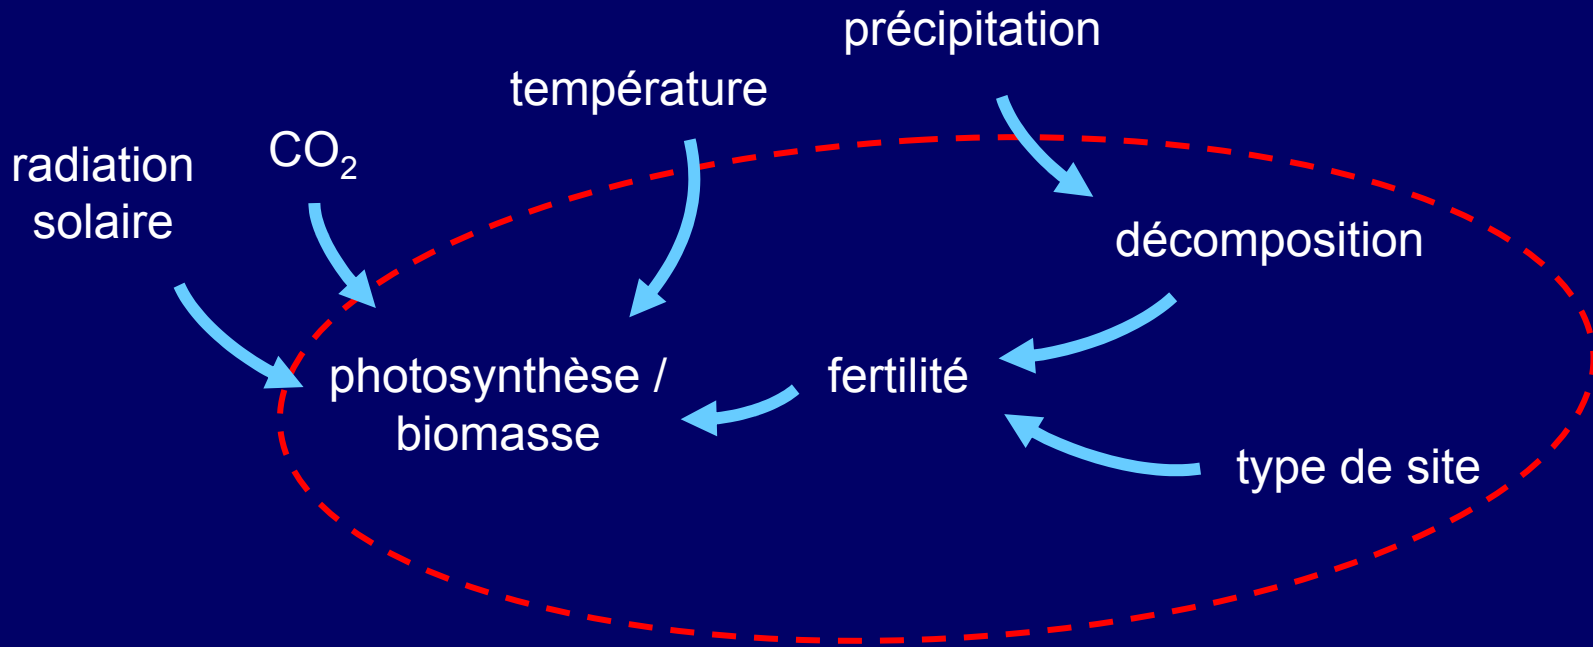 précipitation
température
CO₂
radiation
solaire
décomposition
photosynthèse /
biomasse
fertilité
type de site